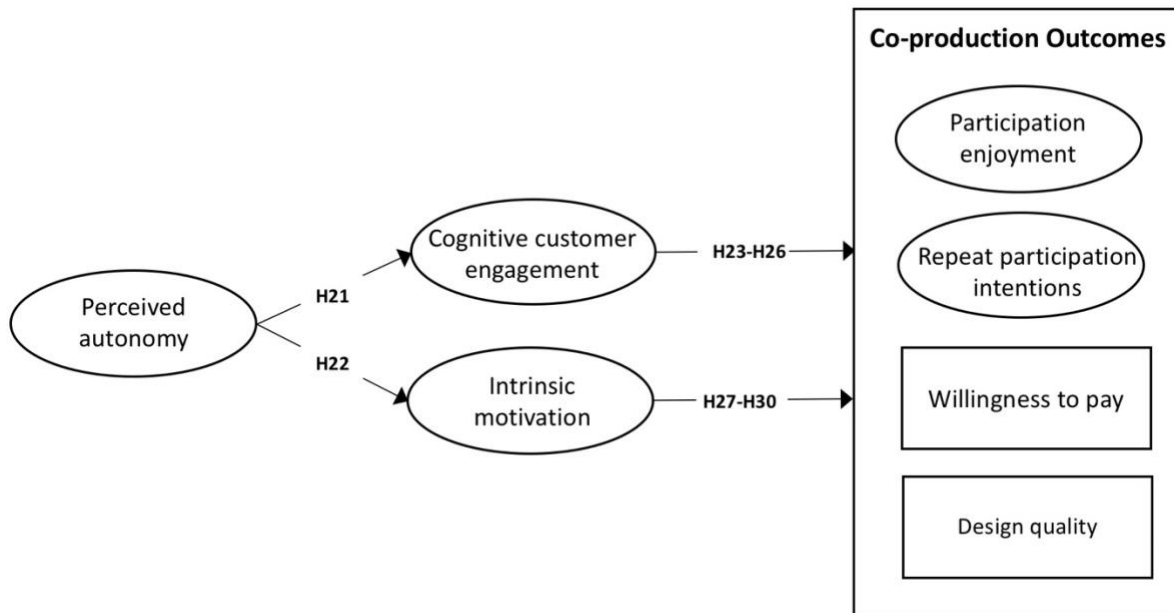 Co-production Outcomes
Participation
enjoyment
Cognitive customer
engagement
H23-H26
Repeat participation
intentions
H21
Perceived
autonomy
H22
Intrinsic
motivation
H27-H30
Willingness to pay
Design quality